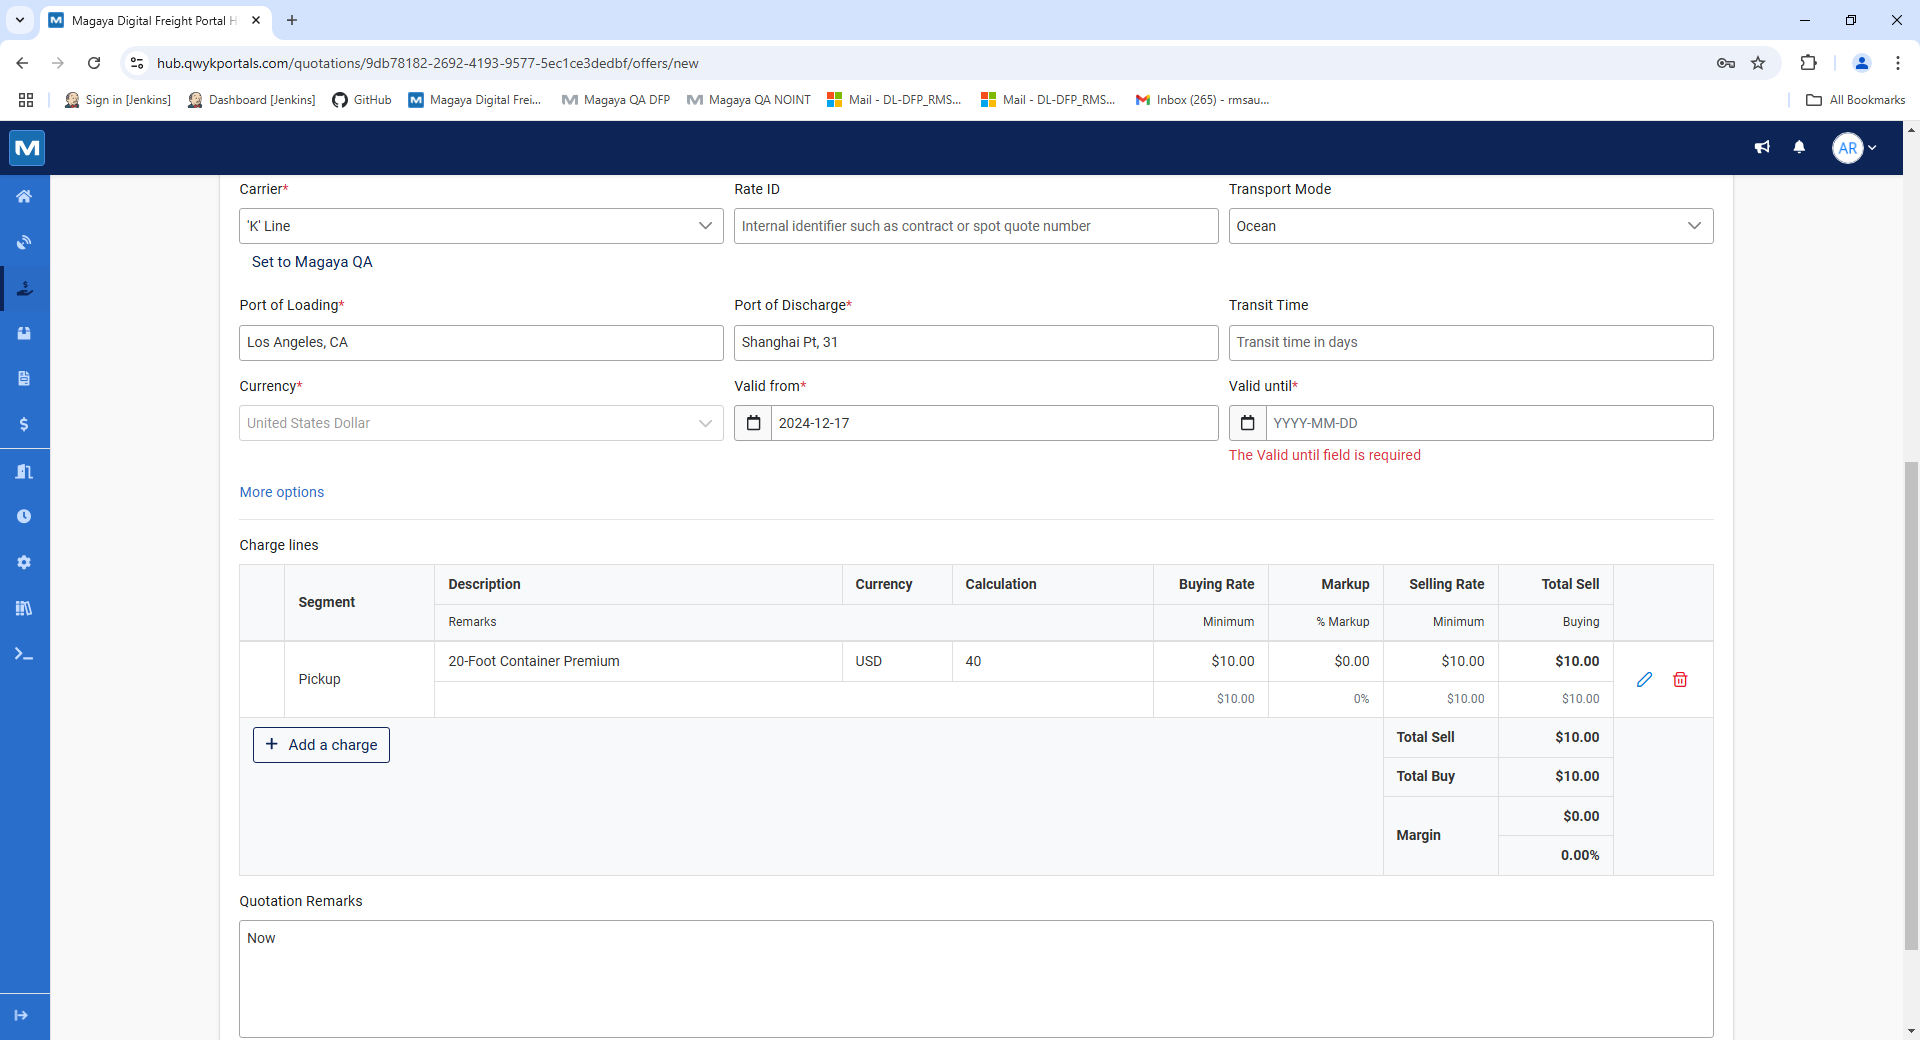 Magaya Digital Freight Portal H
hub.qwykportals.com/quotations/9db78182-2692-4193-9577-5ec1ce3dedbf/offers/new
Sign in [Jenkins]
Dashboard [Jenkins]
GitHub
Magaya Digital Frei...
Magaya QA DFP
Magaya QA NOINT
Mail - DL-DFP_RMS...
Mail - DL-DFP_RMS...
Inbox (265) - rmsau...
All Bookmarks
AR
Carrier*
Rate ID
Transport Mode
'K' Line
Internal identifier such as contract or spot quote number
Ocean
Set to Magaya QA
Port of Loading*
Port of Discharge*
Transit Time
Los Angeles, CA
Shanghai Pt, 31
Transit time in days
Currency*
Valid from*
Valid until*
United States Dollar
2024-12-17
YYYY-MM-DD
The Valid until field is required
More options
Charge lines
Segment
Description
Currency
Calculation
Buying Rate
Markup
Selling Rate
Total Sell
Remarks
Minimum
% Markup
Minimum
Buying
Pickup
20-Foot Container Premium
USD
40
$10.00
$0.00
$10.00
$10.00
$10.00
0%
$10.00
$10.00
Add a charge
Total Sell
$10.00
Total Buy
$10.00
Margin
$0.00
0.00%
Quotation Remarks
Now